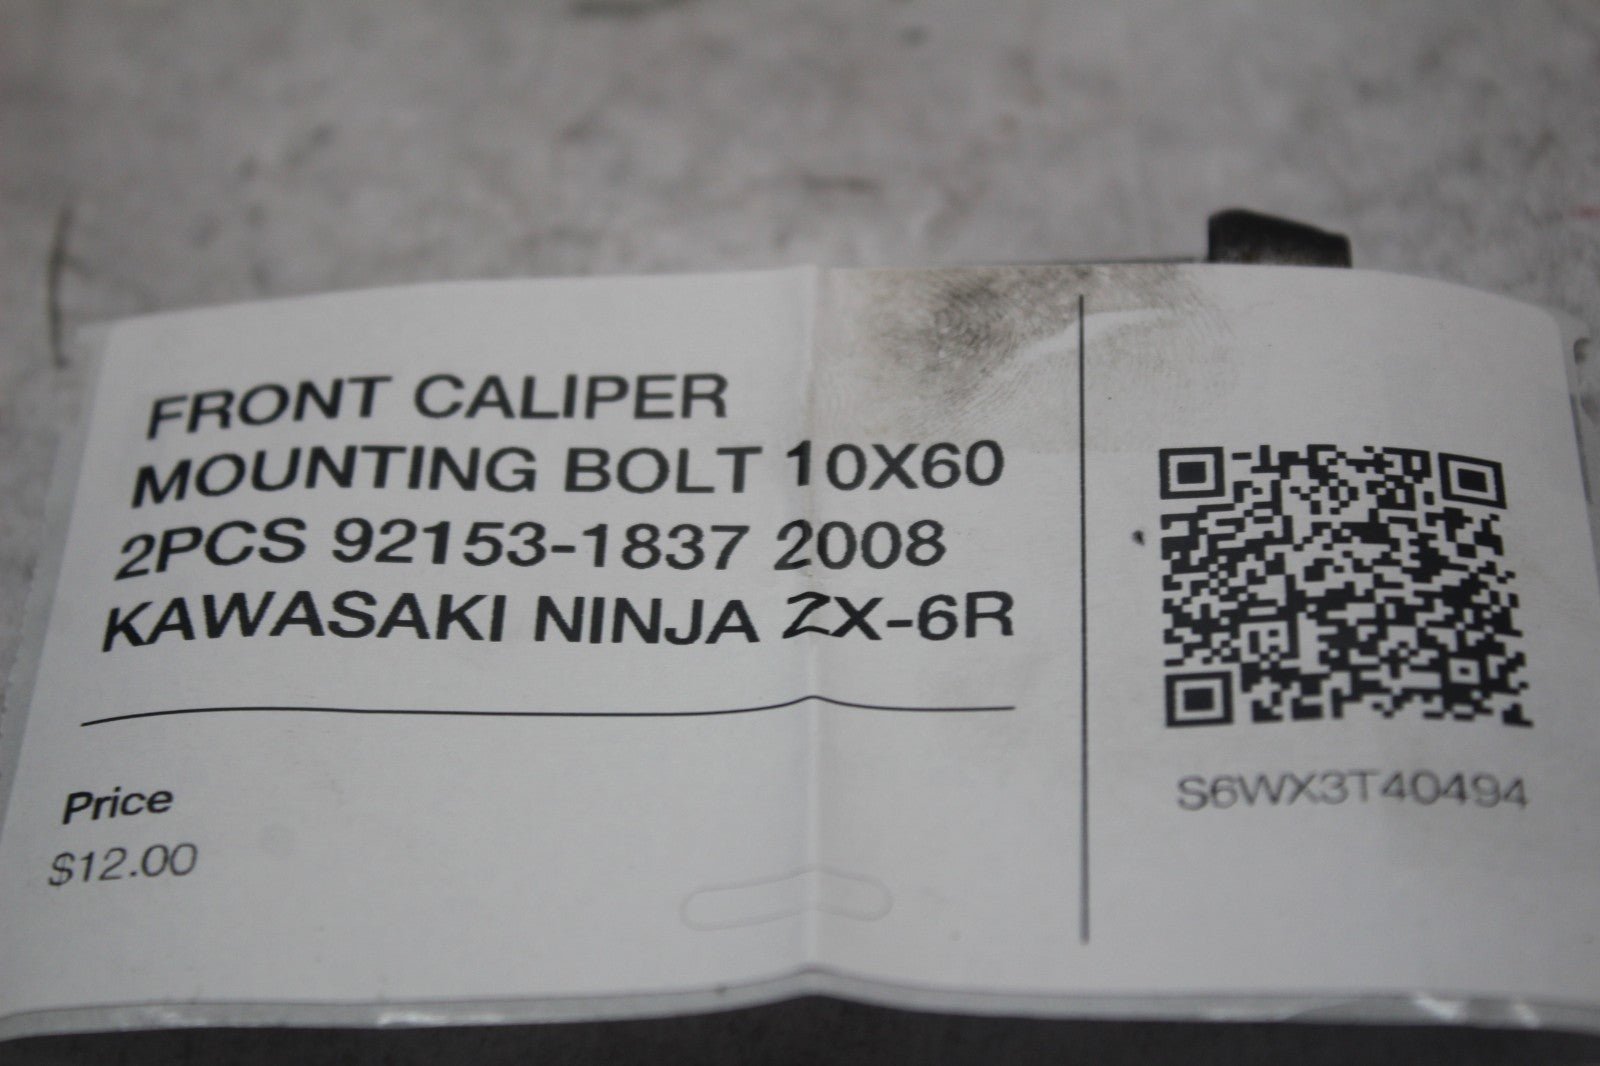 FRONT CALIPER
MOUNTING BOLT 10X60
2PCS 92153-1837 2008
KAWASAKI NINJA ZX-6R
Price
$12.00
S6WX3T40494